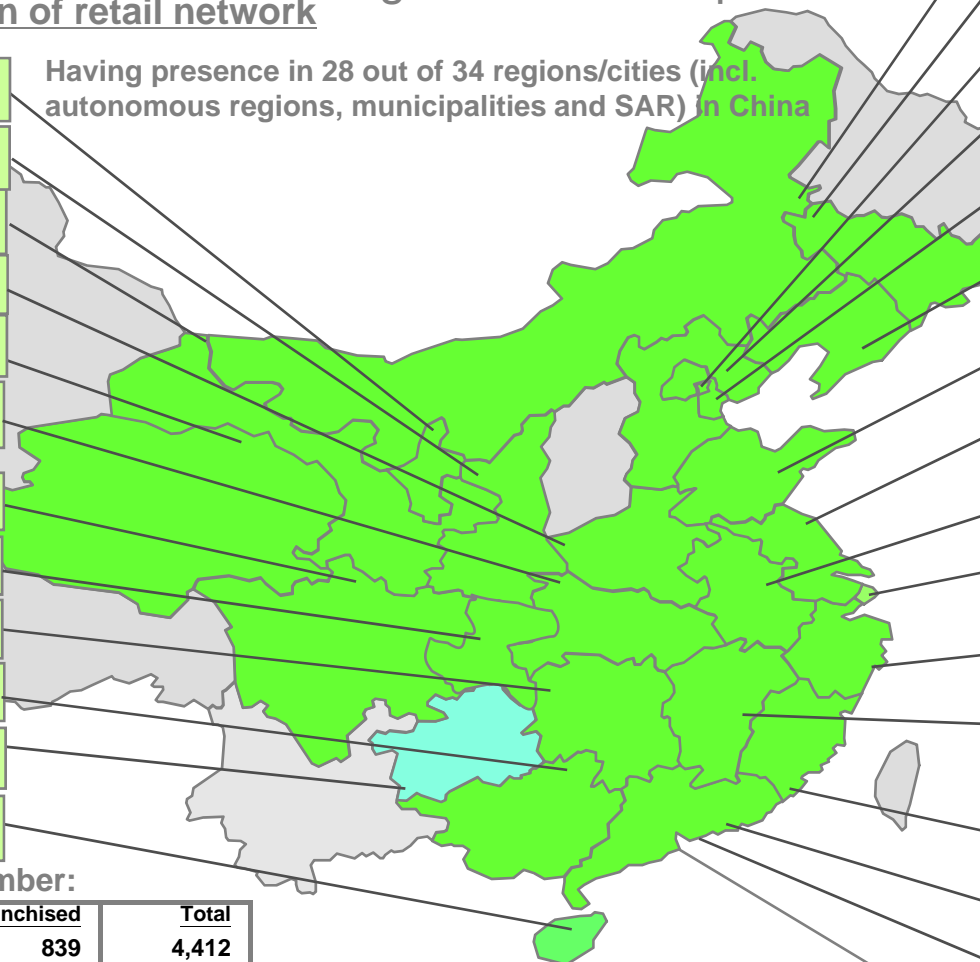 n of retail network
Having presence in 28 out of 34 regions/cities (incl.
autonomous regions, municipalities and SAR) in China
mber:
nchised Total
839 4,412